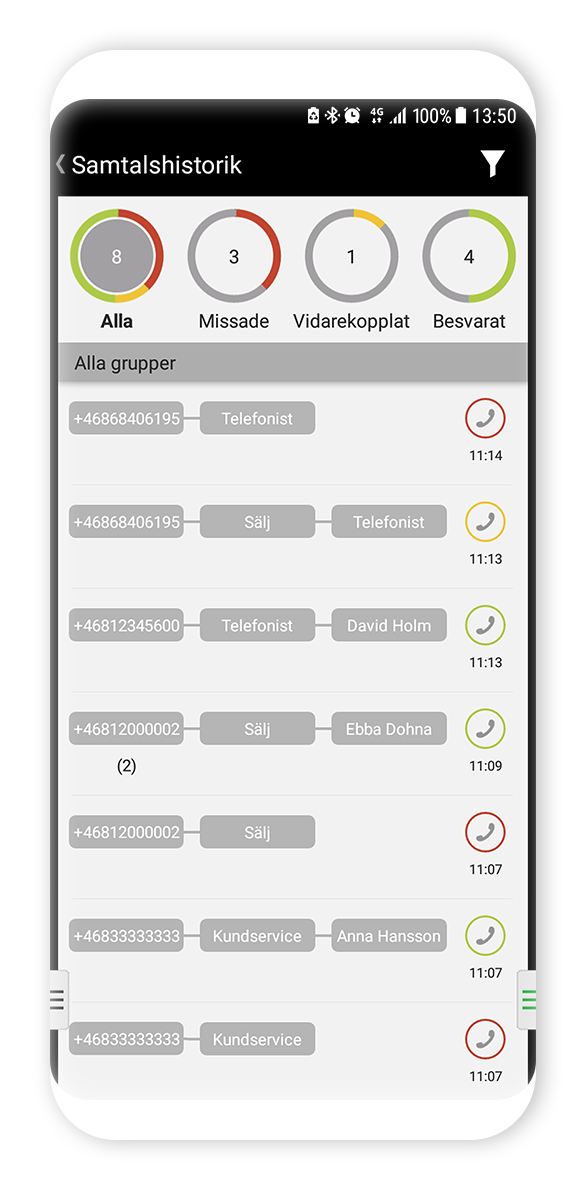 4G 100% 13:50
Samtalshistorik
8 3 1 4
Alla Missade Vidarekopplat Besvarat
Alla grupper
+46868406195 Telefonist
11:14
+46868406195 Sälj Telefonist
11:13
+46812345600 Telefonist David Holm
11:13
+46812000002 Sälj Ebba Dohna
(2) 11:09
+46812000002 Sälj
11:07
+46833333333 Kundservice Anna Hansson
11:07
+46833333333 Kundservice
11:07